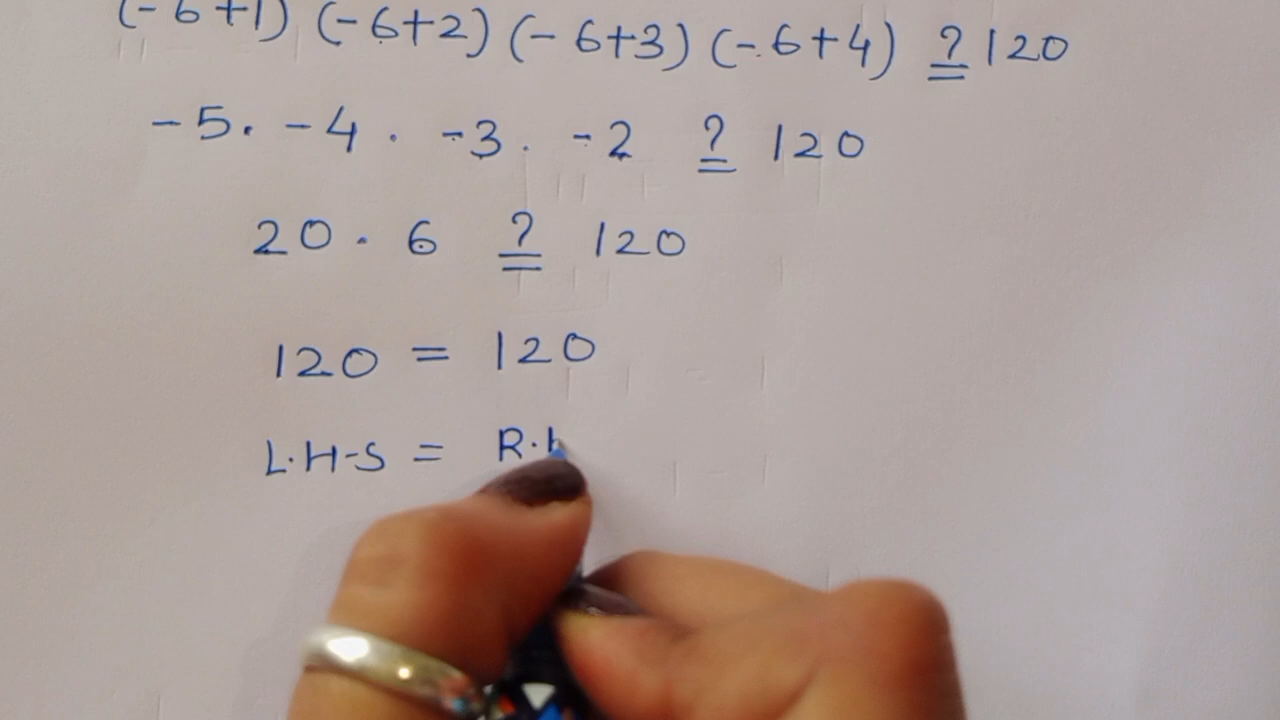 (-6+1) (-6+2) (-6+3) (-6+4) ? = 120
-5. -4 . -3 . -2 ? = 120
20 . 6 ? = 120
120 = 120
L.H-S = R.H